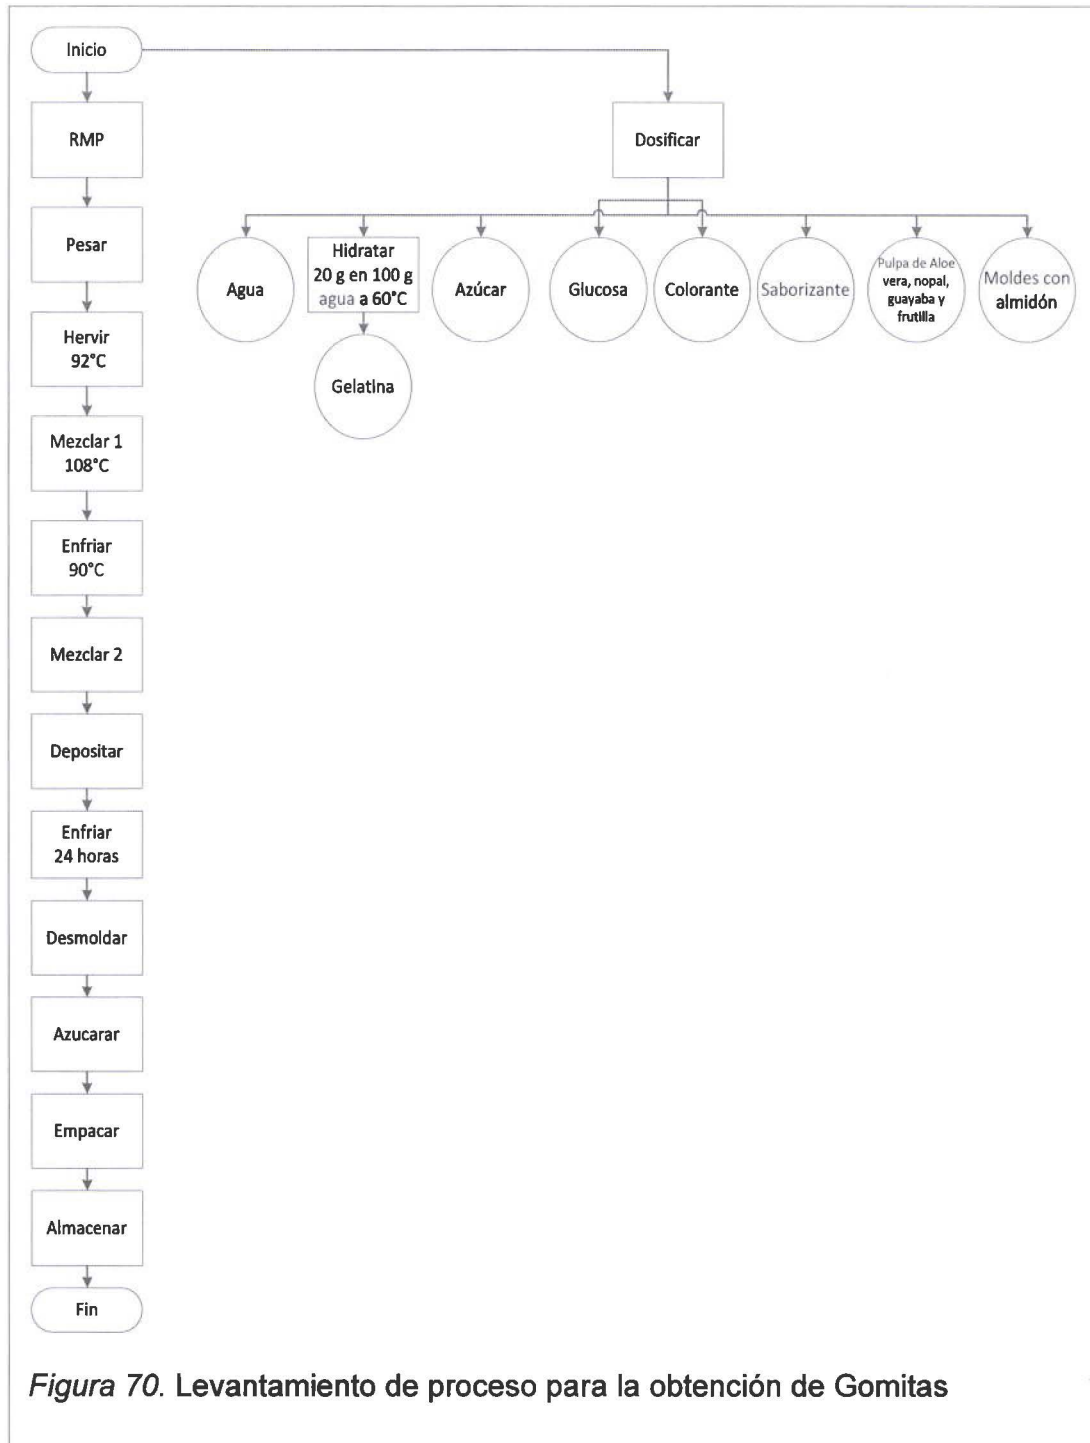 Inicio
RMP
Dosificar
Pesar
Agua
Hidratar
20 g en 100 g
agua a 60°C
Gelatina
Azúcar
Glucosa
Colorante
Saborizante
Pulpa de Aloe
vera, nopal,
guayaba y
frutilla
Moldes con
almidón
Hervir
92°C
Mezclar 1
108°C
Enfriar
90°C
Mezclar 2
Depositar
Enfriar
24 horas
Desmoldar
Azucarar
Empacar
Almacenar
Fin
Figura 70. Levantamiento de proceso para la obtención de Gomitas